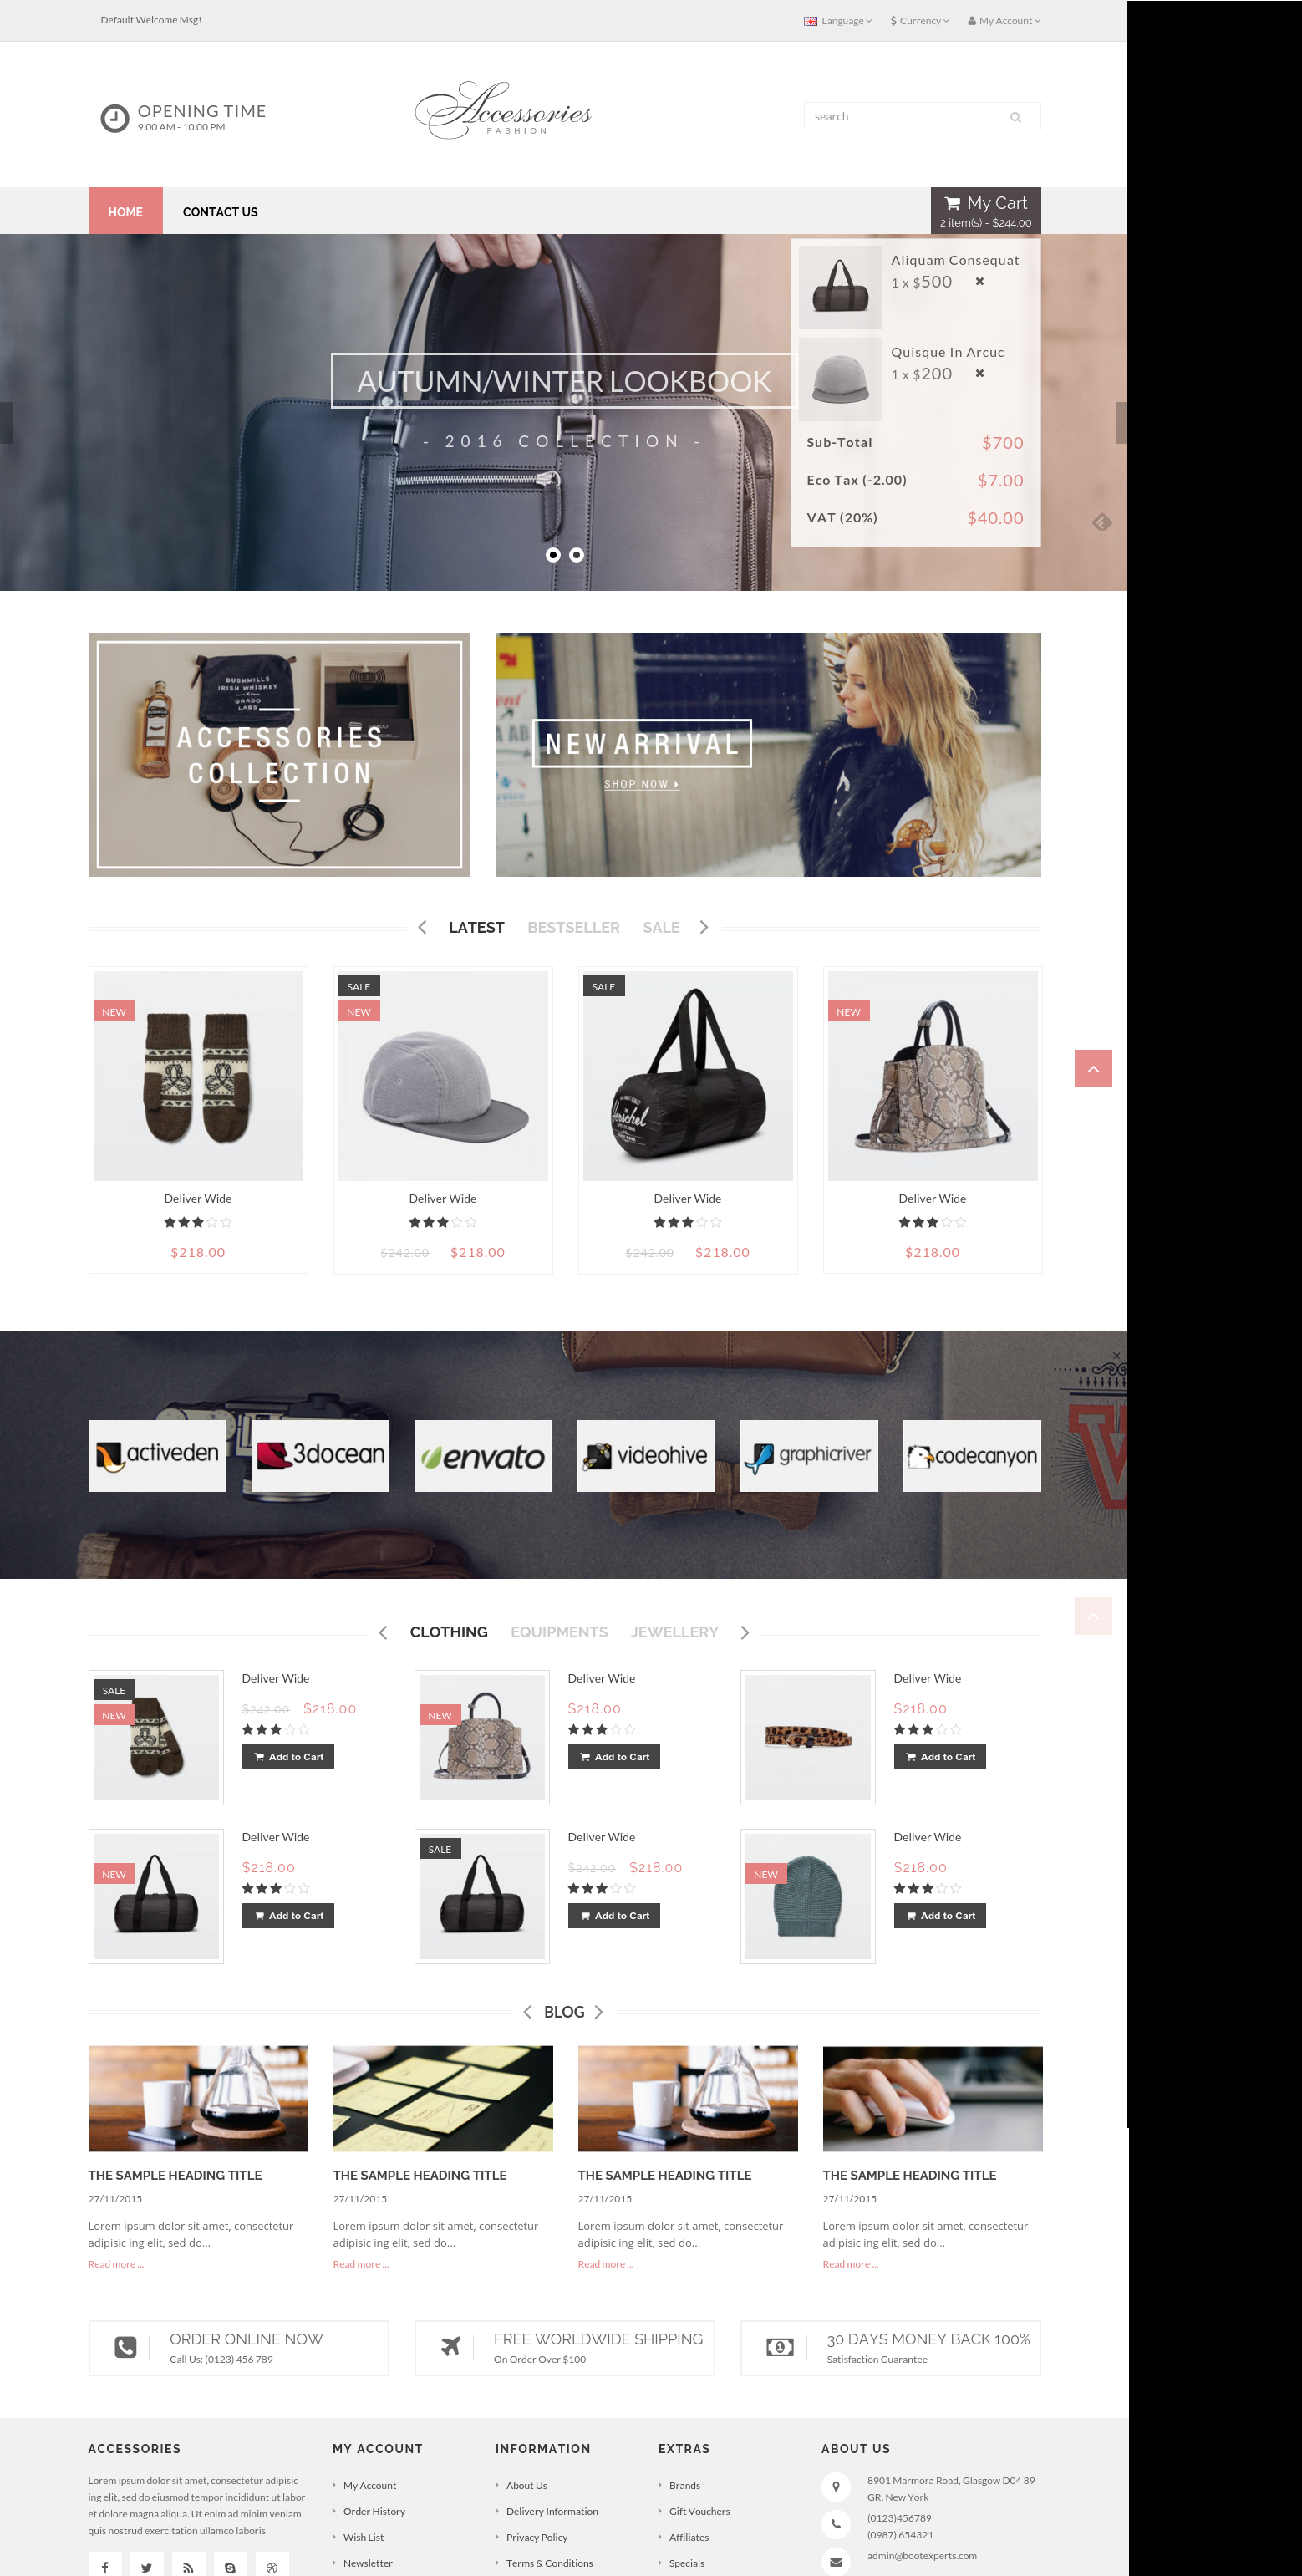 Default Welcome Msg!
Language
$ Currency
My Account
OPENING TIME
9.00 AM - 10.00 PM
Accessories
FASHION
search
HOME
CONTACT US
My Cart
2 item(s) - $244.00
Aliquam Consequat
1 x $500
Quisque In Arcuc
1 x $200
Sub-Total $700
Eco Tax (-2.00) $7.00
VAT (20%) $40.00
AUTUMN/WINTER LOOKBOOK
- 2016 COLLECTION -
BUSHMILLS
IRISH WHISKEY
X
GRADO
LABS
ACCESSORIES
COLLECTION
NEW ARRIVAL
SHOP NOW
LATEST
BESTSELLER
SALE
NEW
Deliver Wide
$218.00
SALE
NEW
Deliver Wide
$242.00 $218.00
SALE
Herschel
Deliver Wide
$242.00 $218.00
NEW
Deliver Wide
$218.00
activeden
3docean
envato
videohive
graphicriver
codecanyon
CLOTHING
EQUIPMENTS
JEWELLERY
SALE
NEW
Deliver Wide
$242.00 $218.00
Add to Cart
NEW
Deliver Wide
$218.00
Add to Cart
Deliver Wide
$218.00
Add to Cart
NEW
Deliver Wide
$218.00
Add to Cart
SALE
Deliver Wide
$242.00 $218.00
Add to Cart
NEW
Deliver Wide
$218.00
Add to Cart
BLOG
THE SAMPLE HEADING TITLE
27/11/2015
Lorem ipsum dolor sit amet, consectetur
adipisic ing elit, sed do...
Read more ...
THE SAMPLE HEADING TITLE
27/11/2015
Lorem ipsum dolor sit amet, consectetur
adipisic ing elit, sed do...
Read more ...
THE SAMPLE HEADING TITLE
27/11/2015
Lorem ipsum dolor sit amet, consectetur
adipisic ing elit, sed do...
Read more ...
THE SAMPLE HEADING TITLE
27/11/2015
Lorem ipsum dolor sit amet, consectetur
adipisic ing elit, sed do...
Read more ...
ORDER ONLINE NOW
Call Us: (0123) 456 789
FREE WORLDWIDE SHIPPING
On Order Over $100
30 DAYS MONEY BACK 100%
Satisfaction Guarantee
ACCESSORIES
Lorem ipsum dolor sit amet, consectetur adipisic
ing elit, sed do eiusmod tempor incididunt ut labor
et dolore magna aliqua. Ut enim ad minim veniam
quis nostrud exercitation ullamco laboris
MY ACCOUNT
My Account
Order History
Wish List
Newsletter
INFORMATION
About Us
Delivery Information
Privacy Policy
Terms & Conditions
EXTRAS
Brands
Gift Vouchers
Affiliates
Specials
ABOUT US
8901 Marmora Road, Glasgow D04 89
GR, New York
(0123)456789
(0987) 654321
admin@bootexperts.com